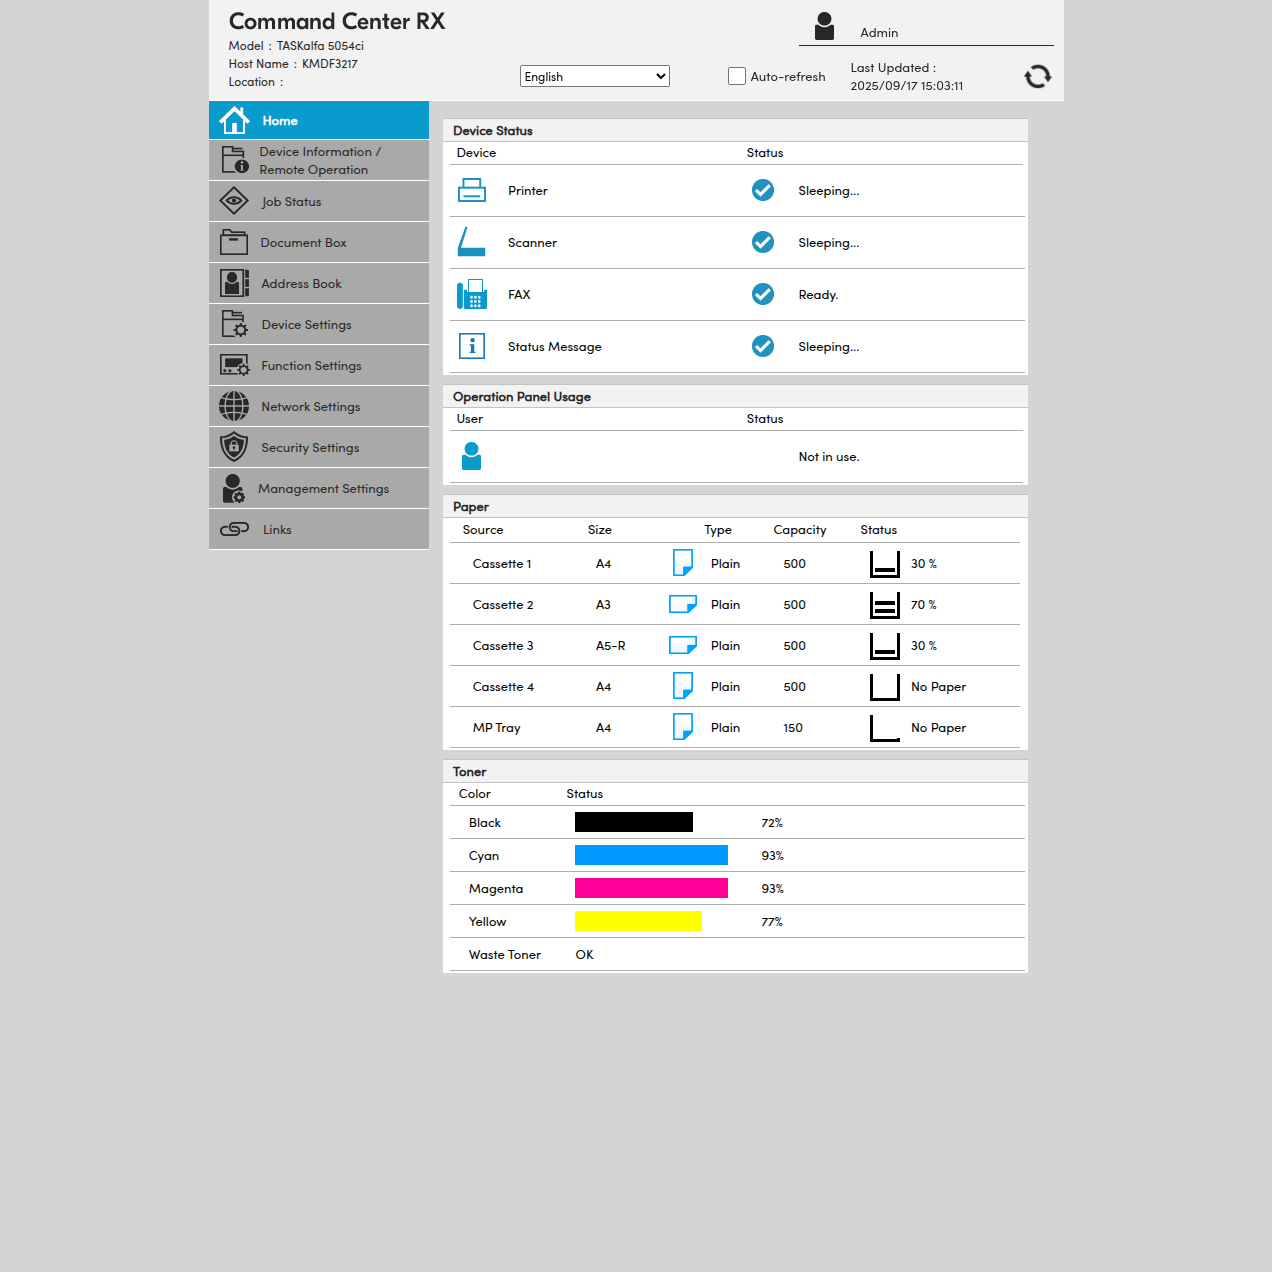 Command Center RX
Model : TASKalfa 5054ci
Host Name : KMDF3217
Location :
Admin
English
Auto-refresh
Last Updated :
2025/09/17 15:03:11
Home
Device Information /
Remote Operation
Job Status
Document Box
Address Book
Device Settings
Function Settings
Network Settings
Security Settings
Management Settings
Links
Device Status
Device Status
Printer Sleeping...
Scanner Sleeping...
FAX Ready.
Status Message Sleeping...
Operation Panel Usage
User Status
Not in use.
Paper
Source Size Type Capacity Status
Cassette 1 A4 Plain 500 30 %
Cassette 2 A3 Plain 500 70 %
Cassette 3 A5-R Plain 500 30 %
Cassette 4 A4 Plain 500 No Paper
MP Tray A4 Plain 150 No Paper
Toner
Color Status
Black 72%
Cyan 93%
Magenta 93%
Yellow 77%
Waste Toner OK